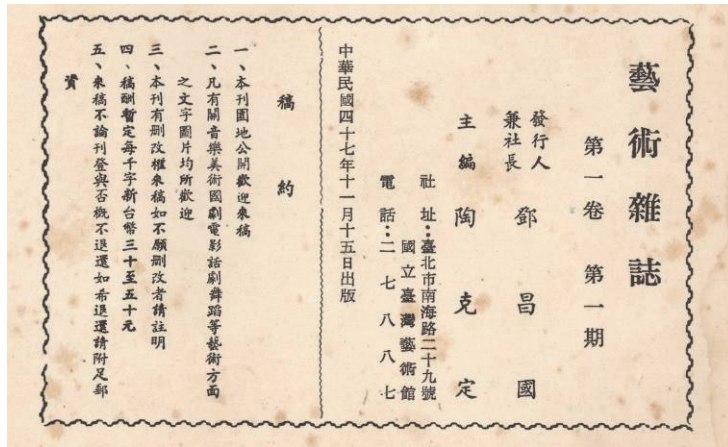 藝術雜誌
第一卷　第一期
發行人
兼社長
鄧昌國
主編　陶克定
社址：臺北市南海路二十九號
國立臺灣藝術館
電話：二七八八七
中華民國四十七年十一月十五日出版
稿約
一、本刊園地公開歡迎來稿
二、凡有關音樂美術國劇電影話劇舞蹈等藝術方面
之文字圖片均所歡迎
三、本刊有刪改權來稿如不願刪改者請註明
四、稿酬暫定每千字新台幣三十至五十元
五、來稿不論刊登與否概不退還如希退還請附足郵
資